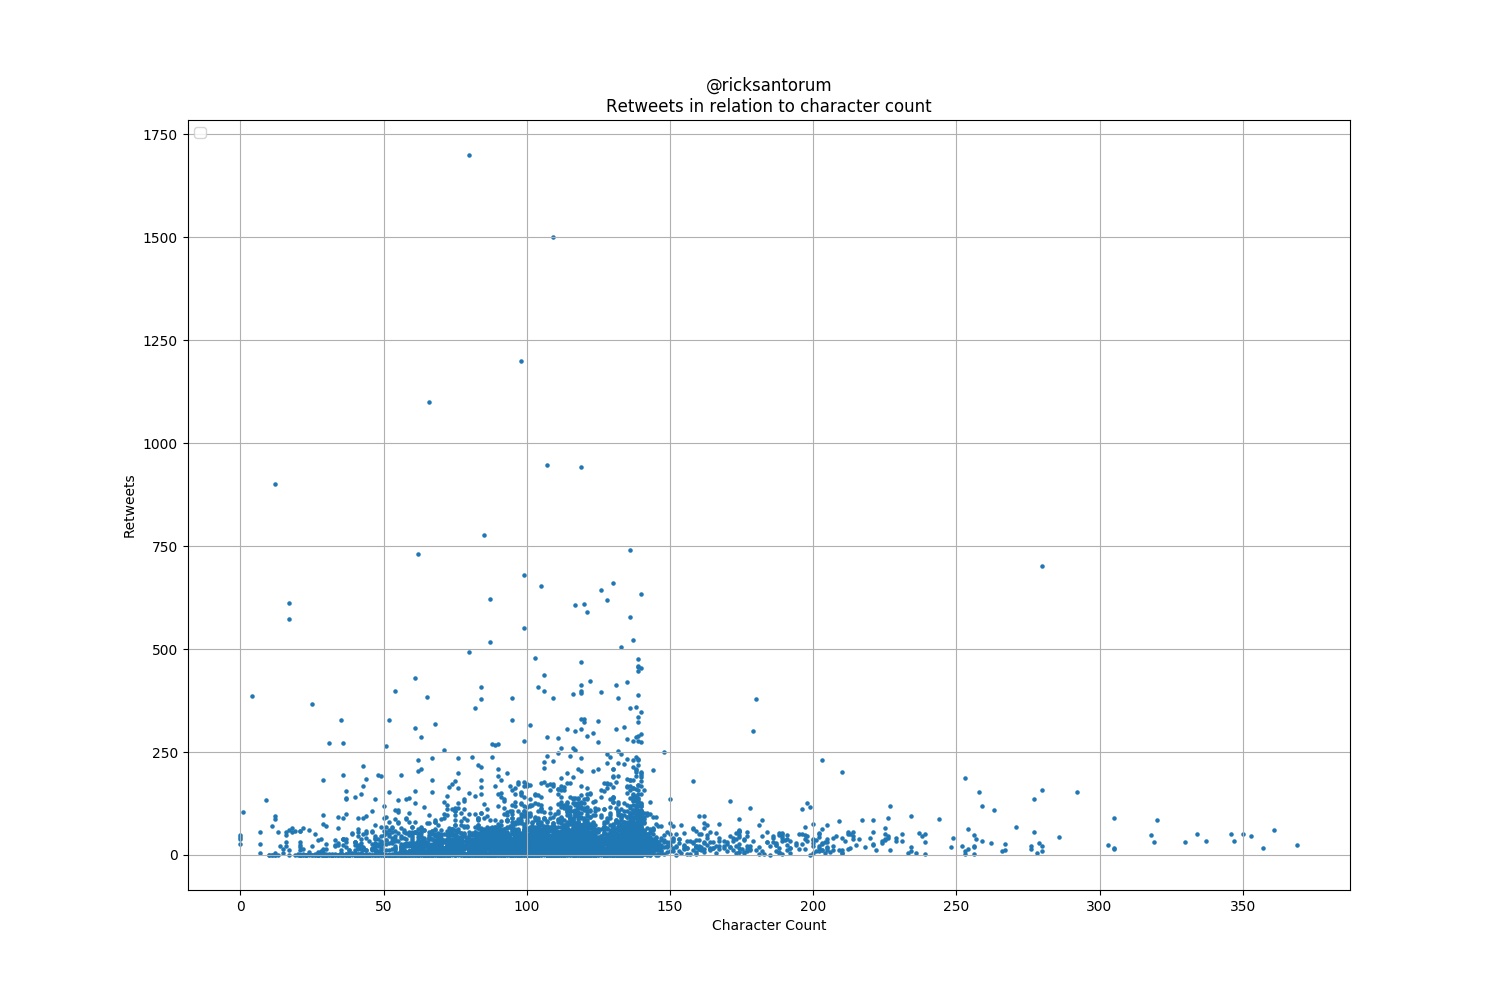 @ricksantorum
Retweets in relation to character count
1750
1500
1250
1000
750
500
250
0
Retweets
0 50 100 150 200 250 300 350
Character Count